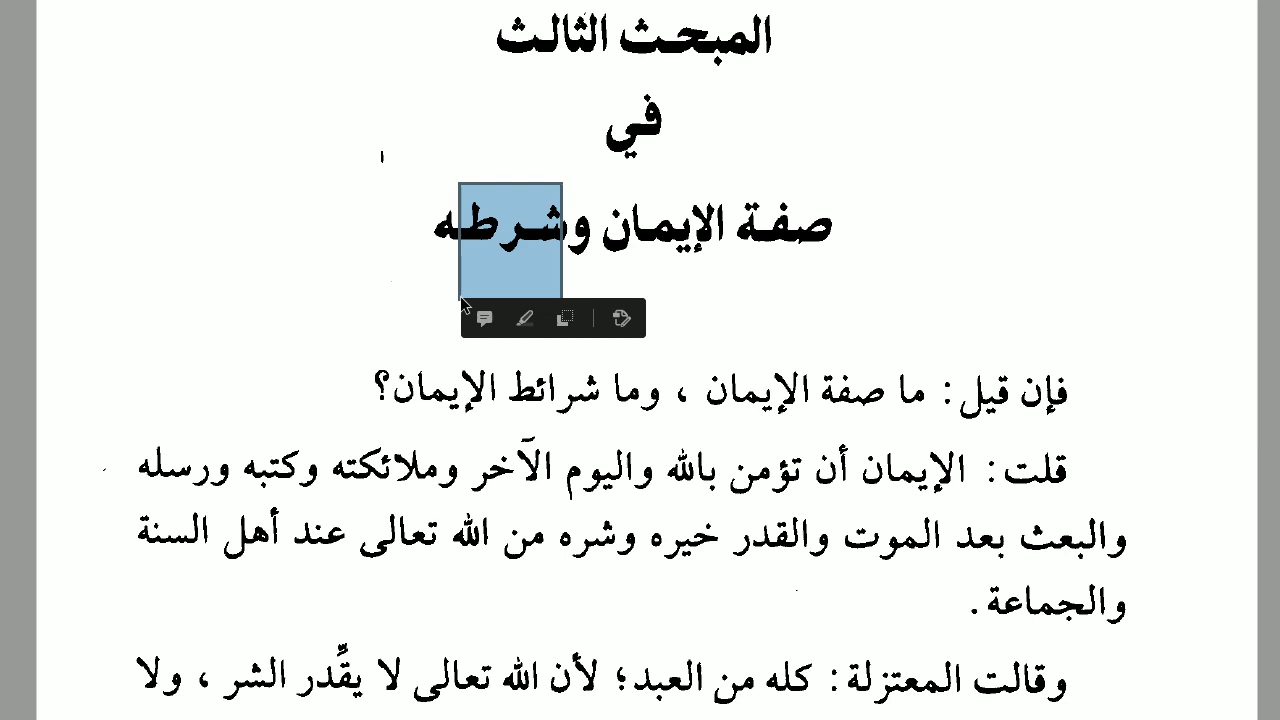 المبحث الثالث
في
صفة الإيمان وشرطه
فإن قيل: ما صفة الإيمان ، وما شرائط الإيمان؟
قلت: الإيمان أن تؤمن بالله واليوم الآخر وملائكته وكتبه ورسله
والبعث بعد الموت والقدر خيره وشره من الله تعالى عند أهل السنة
والجماعة.
وقالت المعتزلة: كله من العبد؛ لأن الله تعالى لا يقِّدر الشر ، ولا